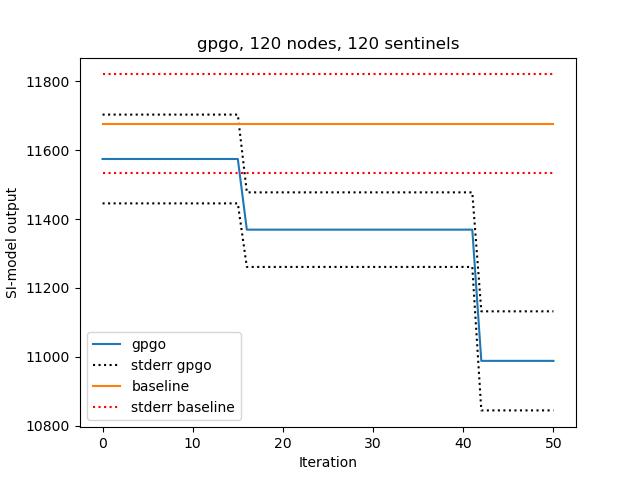 gpgo, 120 nodes, 120 sentinels
SI-model output
11800
11600
11400
11200
11000
10800
gpgo
stderr gpgo
baseline
stderr baseline
0 10 20 30 40 50
Iteration